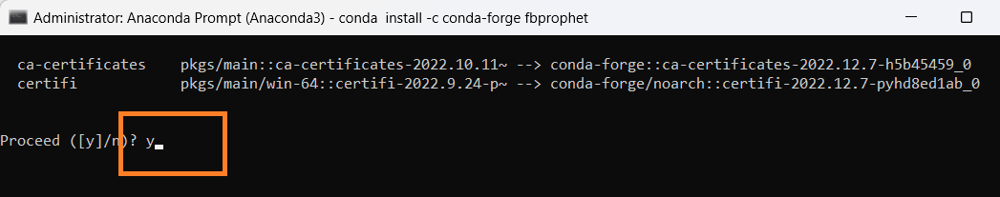 Administrator: Anaconda Prompt (Anaconda3) - conda  install -c conda-forge fbprophet
ca-certificates    pkgs/main::ca-certificates-2022.10.11~ --> conda-forge::ca-certificates-2022.12.7-h5b45459_0
certifi            pkgs/main/win-64::certifi-2022.9.24-p~ --> conda-forge/noarch::certifi-2022.12.7-pyhd8ed1ab_0
Proceed ([y]/n)? y